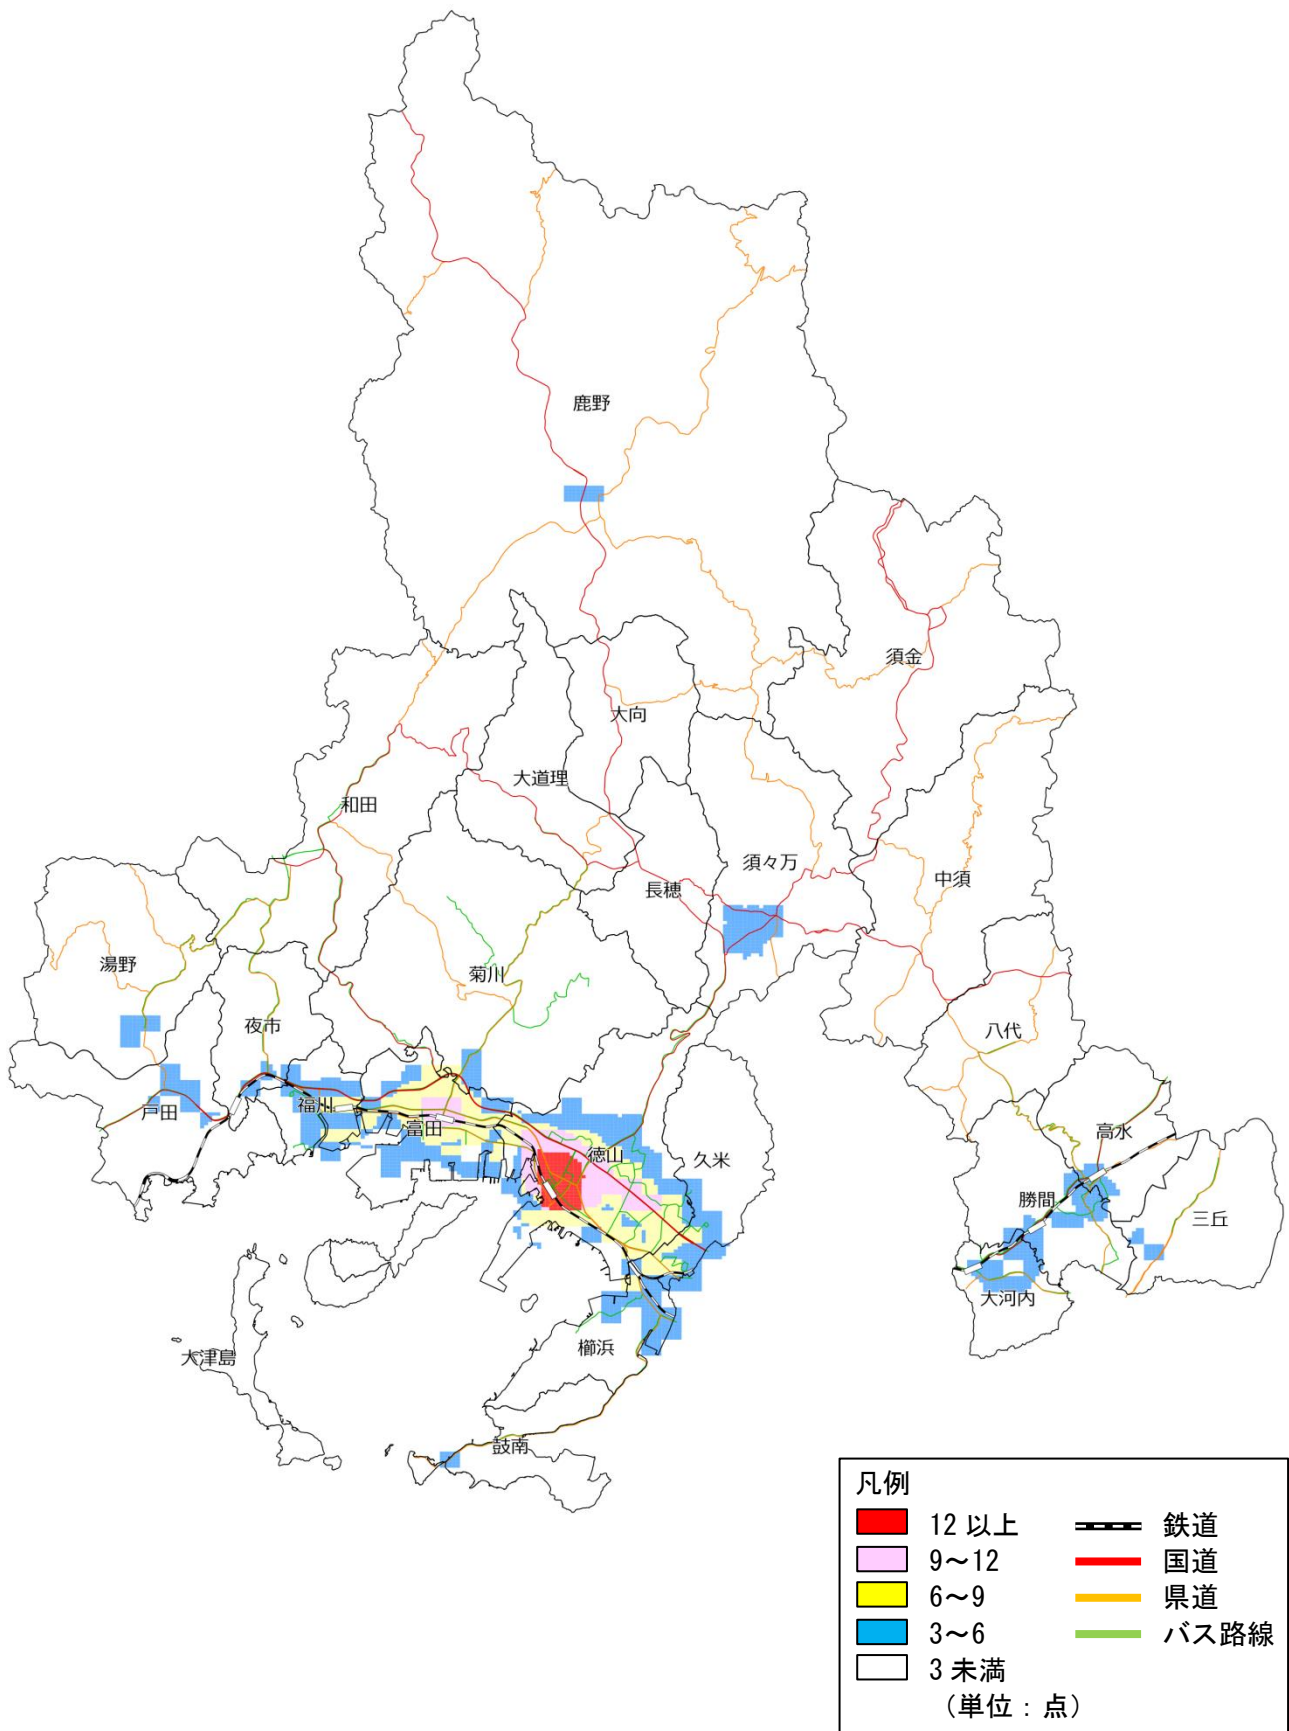 鹿野
須金
大向
大道理
和田
須々万
中須
長穂
湯野
菊川
夜市
八代
戸田
福川
富田
徳山
久米
高水
勝間
三丘
大河内
櫛浜
大津島
鼓南
凡例
12 以上
9～12
6～9
3～6
3 未満
（単位：点）
鉄道
国道
県道
バス路線